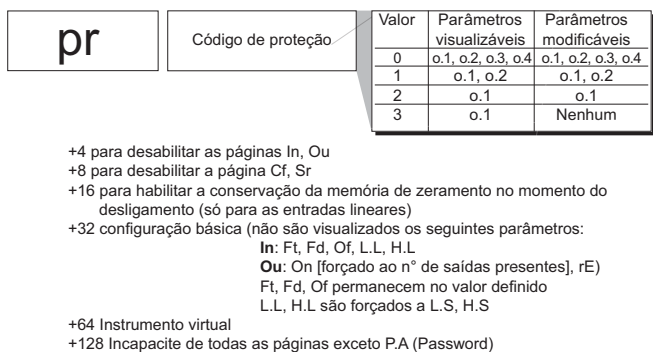 pr
Código de proteção
Valor Parâmetros visualizáveis Parâmetros modificáveis
0 o.1, o.2, o.3, o.4 o.1, o.2, o.3, o.4
1 o.1, o.2 o.1, o.2
2 o.1 o.1
3 o.1 Nenhum
+4 para desabilitar as páginas In, Ou
+8 para desabilitar a página Cf, Sr
+16 para habilitar a conservação da memória de zeramento no momento do
desligamento (só para as entradas lineares)
+32 configuração básica (não são visualizados os seguintes parâmetros:
In: Ft, Fd, Of, L.L, H.L
Ou: On [forçado ao n° de saídas presentes], rE)
Ft, Fd, Of permanecem no valor definido
L.L, H.L são forçados a L.S, H.S
+64 Instrumento virtual
+128 Incapacite de todas as páginas exceto P.A (Password)